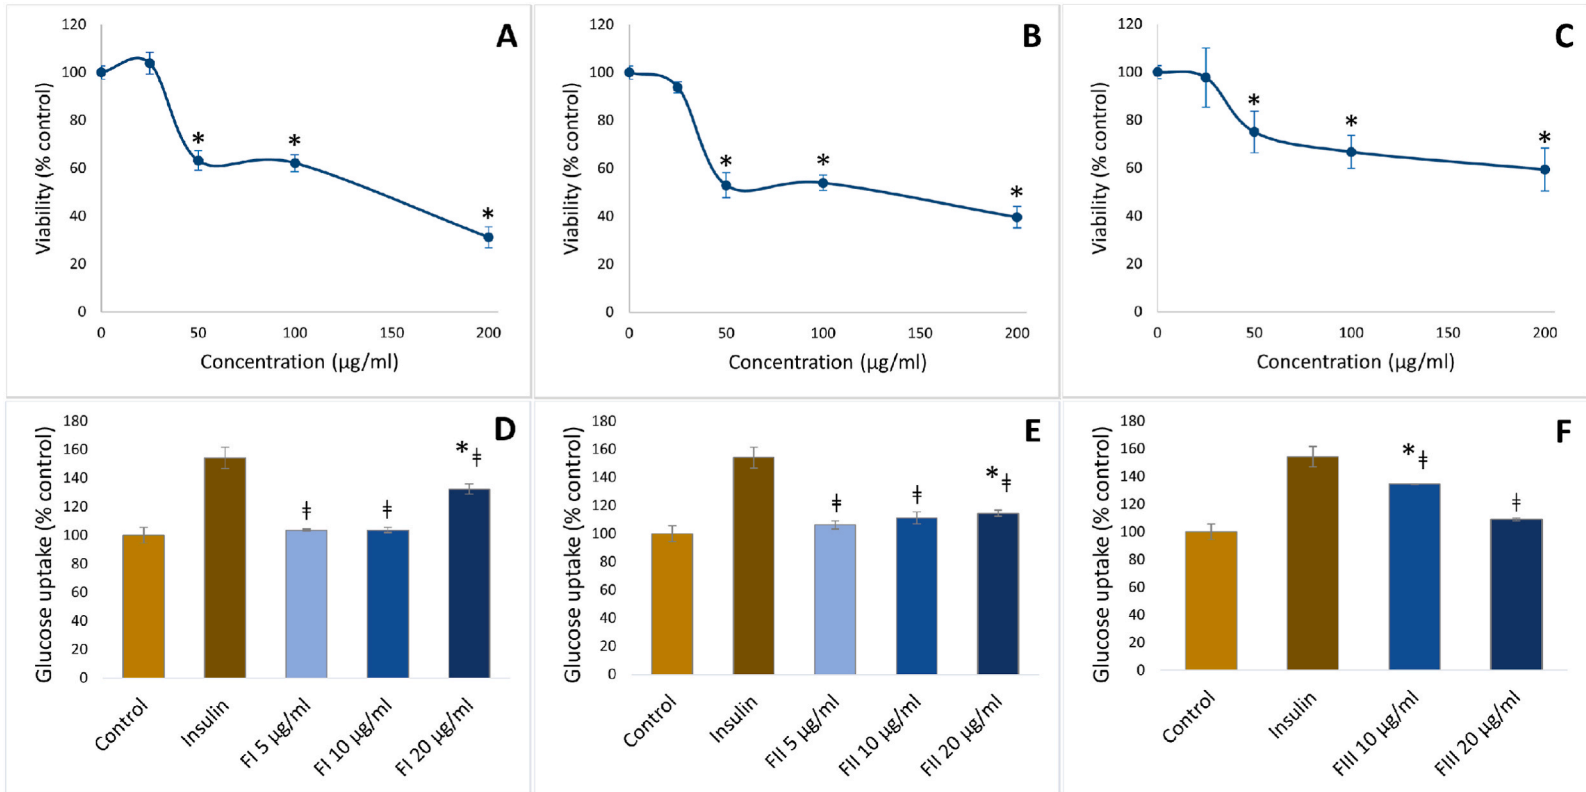 A
Viability (% control)
120
100
80
60
40
20
0
* * *
0 50 100 150 200
Concentration (µg/ml)
B
Viability (% control)
120
100
80
60
40
20
0
* * *
0 50 100 150 200
Concentration (µg/ml)
C
Viability (% control)
120
100
80
60
40
20
0
* * *
0 50 100 150 200
Concentration (µg/ml)
D
Glucose uptake (% control)
180
160
140
120
100
80
60
40
20
0
ǂ ǂ *ǂ
Control
Insulin
FI 5 µg/ml
FI 10 µg/ml
FI 20 µg/ml
E
Glucose uptake (% control)
180
160
140
120
100
80
60
40
20
0
ǂ ǂ *ǂ
Control
Insulin
FII 5 µg/ml
FII 10 µg/ml
FII 20 µg/ml
F
Glucose uptake (% control)
180
160
140
120
100
80
60
40
20
0
*ǂ ǂ
Control
Insulin
FIII 10 µg/ml
FIII 20 µg/ml